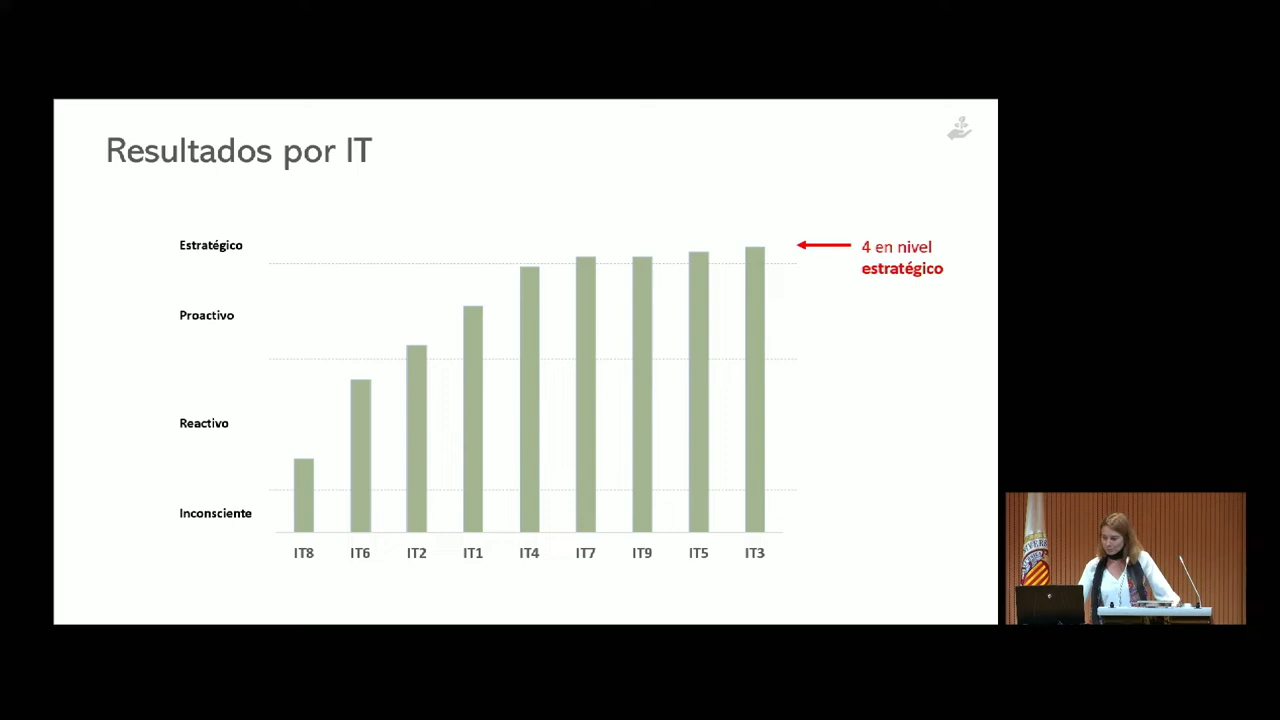 Resultados por IT
Estratégico
4 en nivel
estratégico
Proactivo
Reactivo
Inconsciente
IT8 IT6 IT2 IT1 IT4 IT7 IT9 IT5 IT3